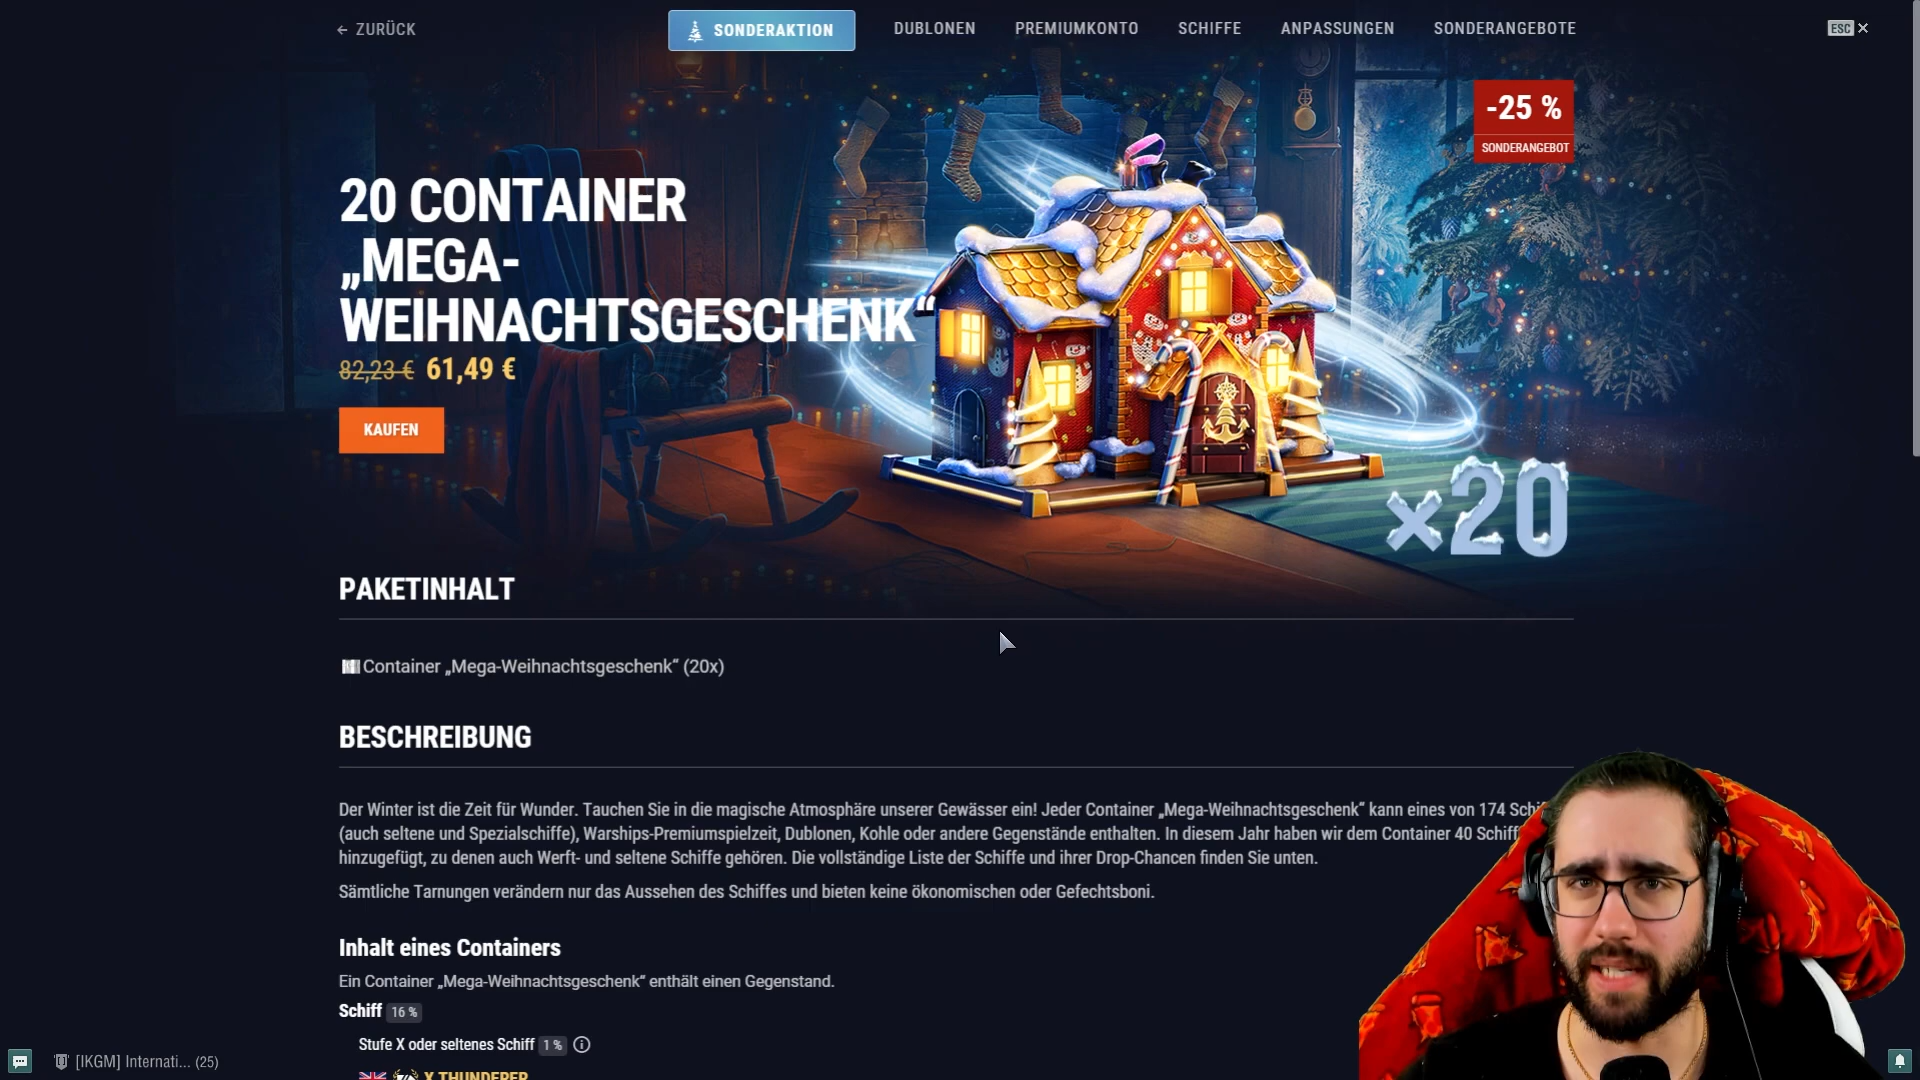 ← ZURÜCK
SONDERAKTION
DUBLONEN
PREMIUMKONTO
SCHIFFE
ANPASSUNGEN
SONDERANGEBOTE
ESC ×
-25 %
SONDERANGEBOT
20 CONTAINER
„MEGA-
WEIHNACHTSGESCHENK“
82,23 € 61,49 €
KAUFEN
×20
PAKETINHALT
Container „Mega-Weihnachtsgeschenk“ (20x)
BESCHREIBUNG
Der Winter ist die Zeit für Wunder. Tauchen Sie in die magische Atmosphäre unserer Gewässer ein! Jeder Container „Mega-Weihnachtsgeschenk“ kann eines von 174
(auch seltene und Spezialschiffe), Warships-Premiumspielzeit, Dublonen, Kohle oder andere Gegenstände enthalten. In diesem Jahr haben wir dem Container 40
hinzugefügt, zu denen auch Werft- und seltene Schiffe gehören. Die vollständige Liste der Schiffe und ihrer Drop-Chancen finden Sie unten.
Sämtliche Tarnungen verändern nur das Aussehen des Schiffes und bieten keine ökonomischen oder Gefechtsboni.
Inhalt eines Containers
Ein Container „Mega-Weihnachtsgeschenk“ enthält einen Gegenstand.
Schiff 16 %
Stufe X oder seltenes Schiff 1 %
X THUNDERER
[IKGM] Internati... (25)